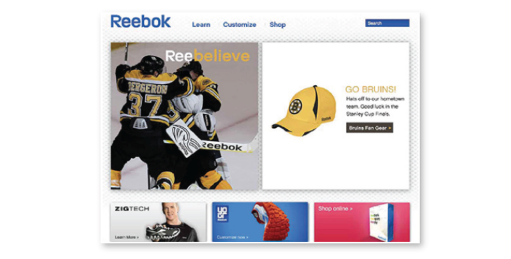 Reebok
Learn Customize Shop
Search
Reebelieve
BERGERON
37
Reebok
GO BRUINS!
Hats off to our hometown
team. Good luck in the
Stanley Cup Finals.
Bruins Fan Gear >
ZIGTECH
Learn More >
Customize now >
Shop online >